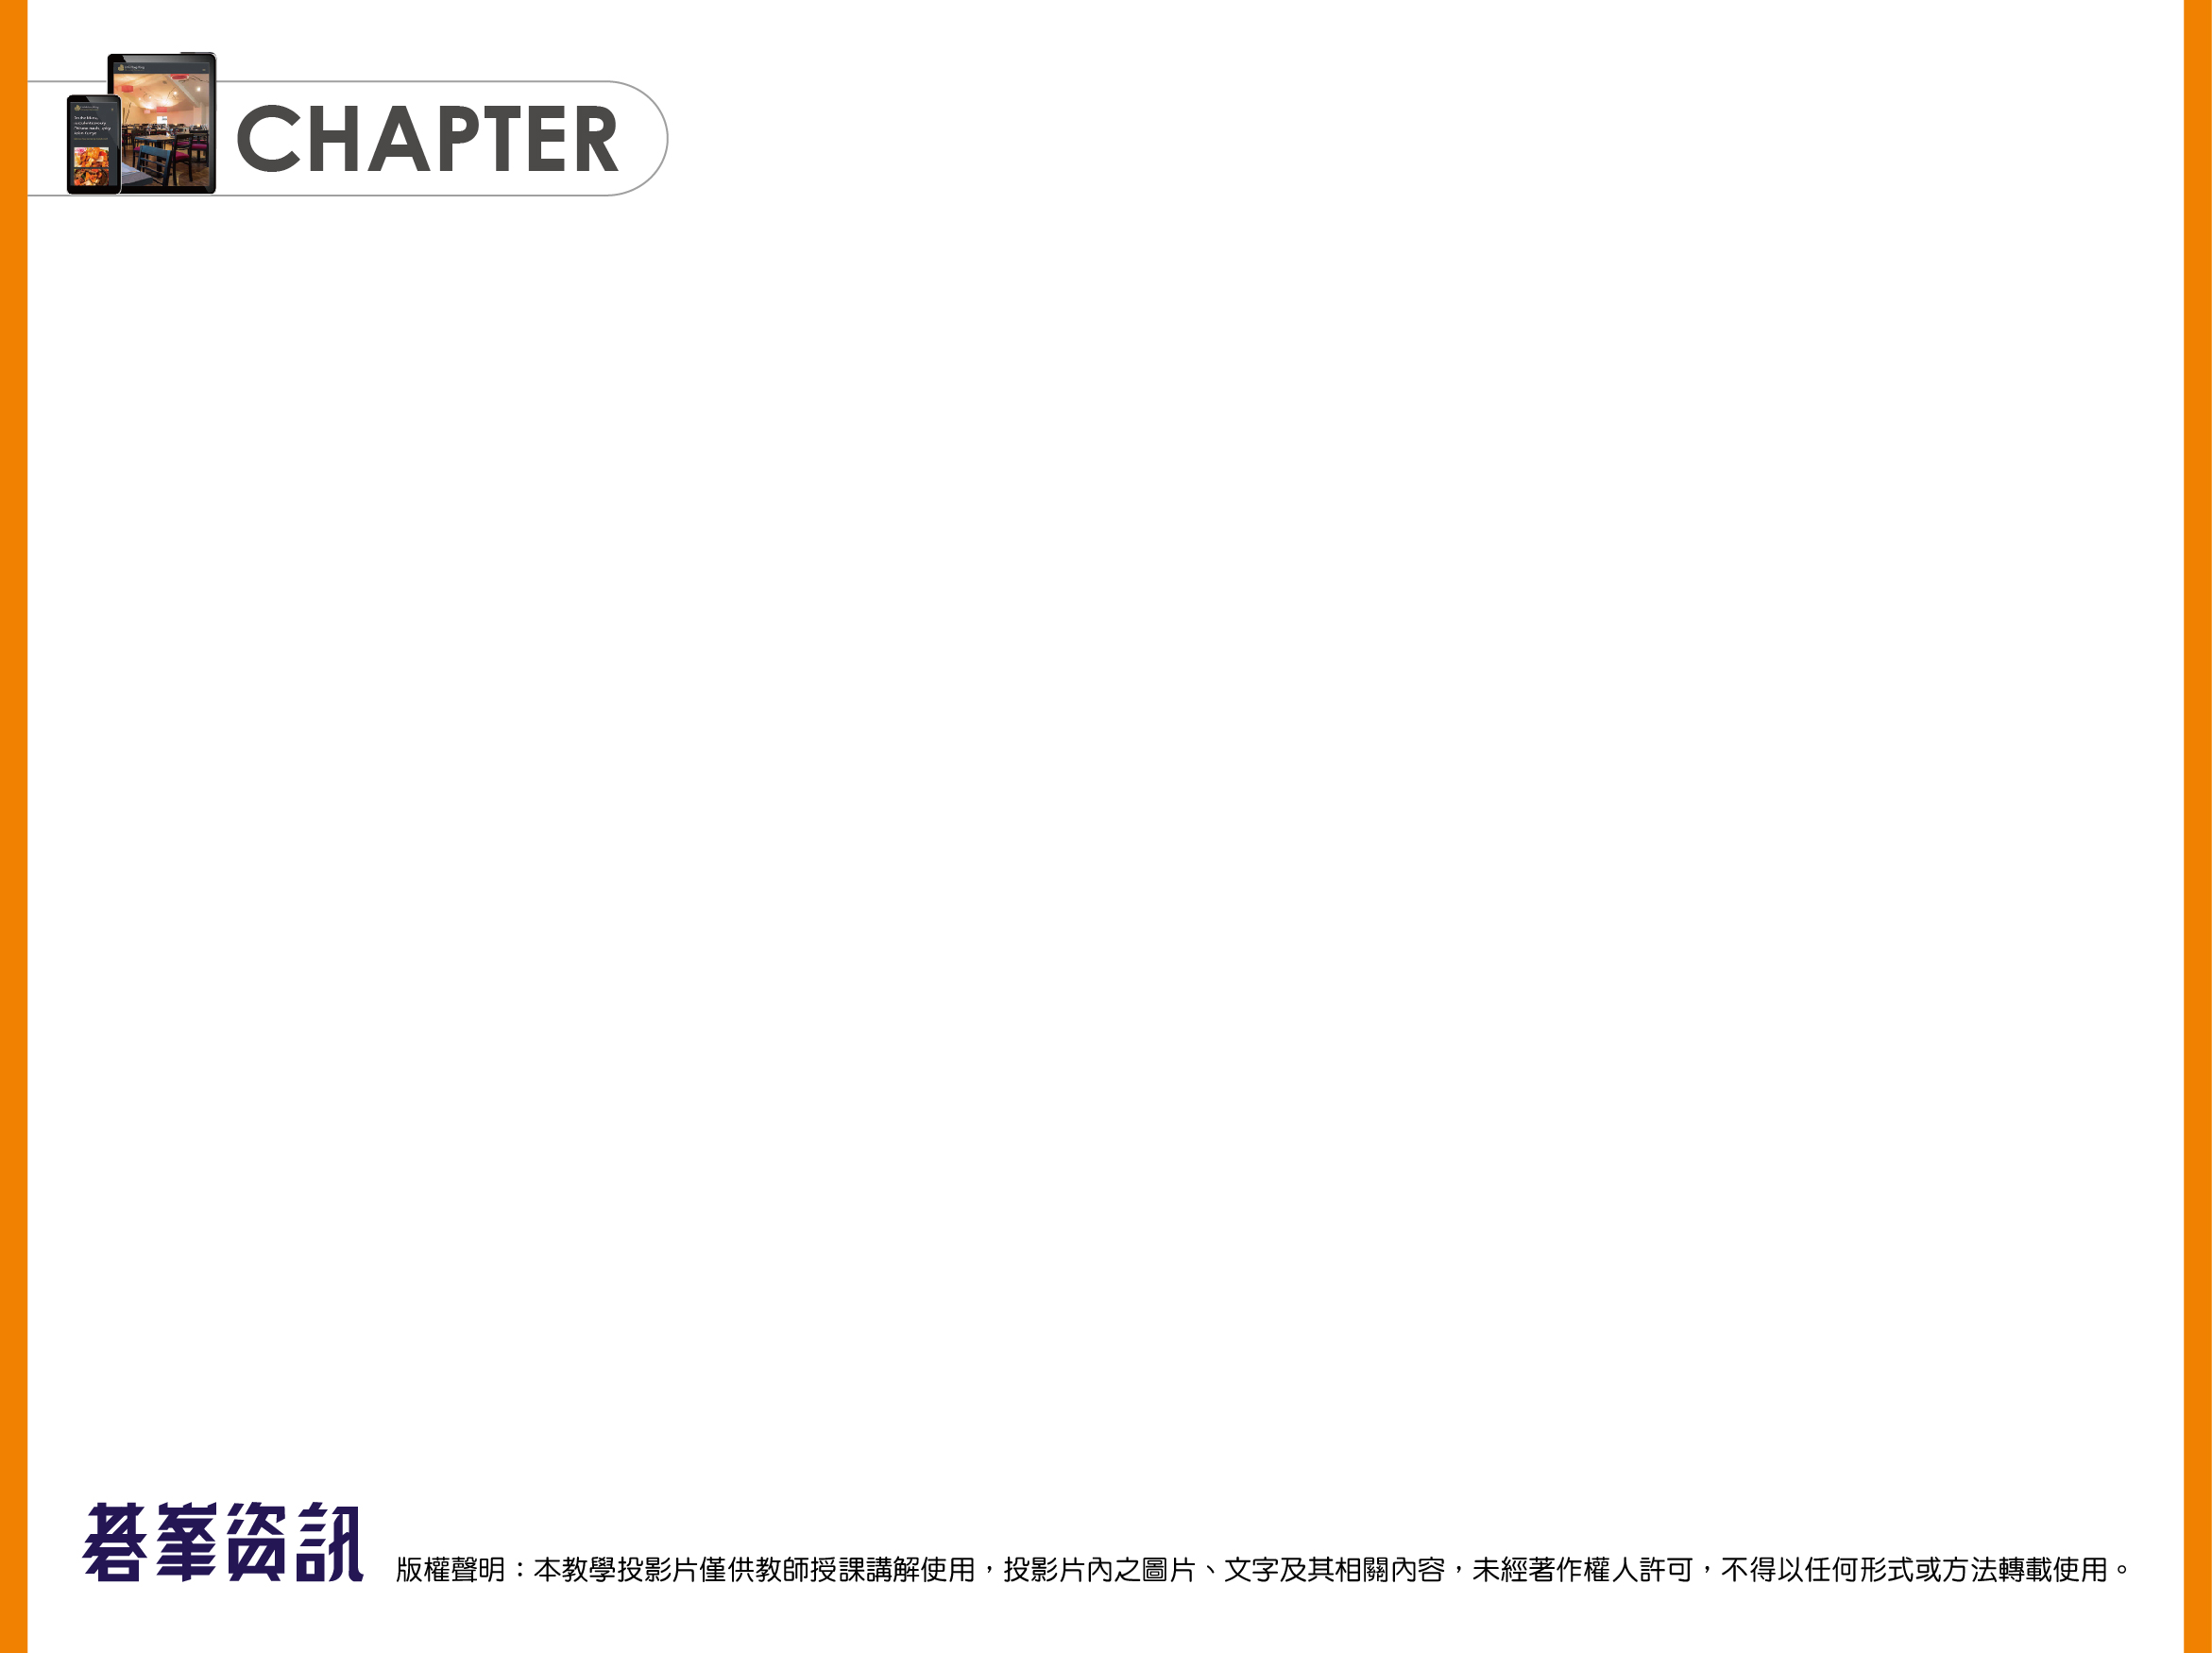 CHAPTER
碁峯資訊
版權聲明：本教學投影片僅供教師授課講解使用，投影片內之圖片、文字及其相關內容，未經著作權人許可，不得以任何形式或方法轉載使用。